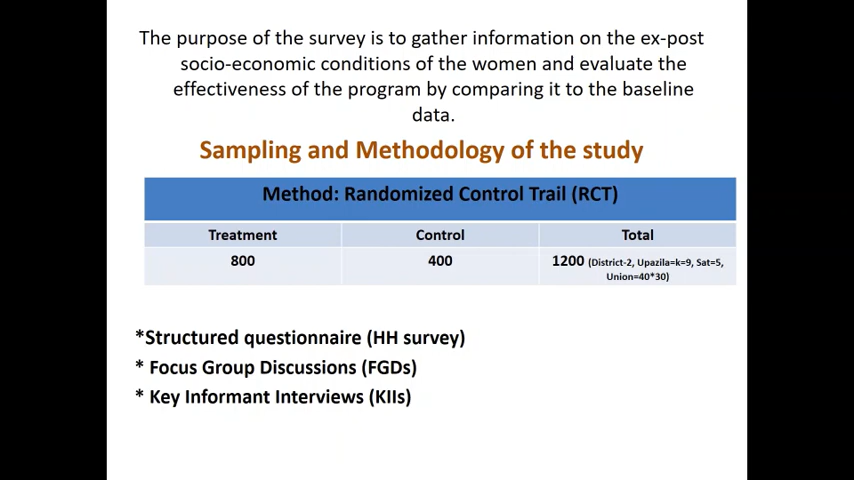 The purpose of the survey is to gather information on the ex-post
socio-economic conditions of the women and evaluate the
effectiveness of the program by comparing it to the baseline
data.
Sampling and Methodology of the study
Method: Randomized Control Trail (RCT)
Treatment Control Total
800 400 1200 (District-2, Upazila=k=9, Sat=5,
Union=40*30)
*Structured questionnaire (HH survey)
* Focus Group Discussions (FGDs)
* Key Informant Interviews (KIIs)